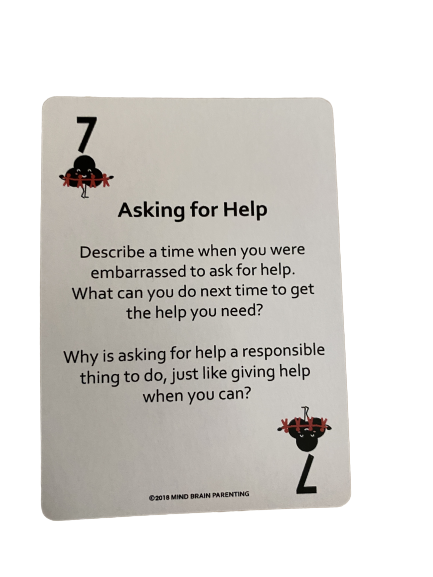 7
Asking for Help
Describe a time when you were
embarrassed to ask for help.
What can you do next time to get
the help you need?
Why is asking for help a responsible
thing to do, just like giving help
when you can?
7
©2018 MIND BRAIN PARENTING